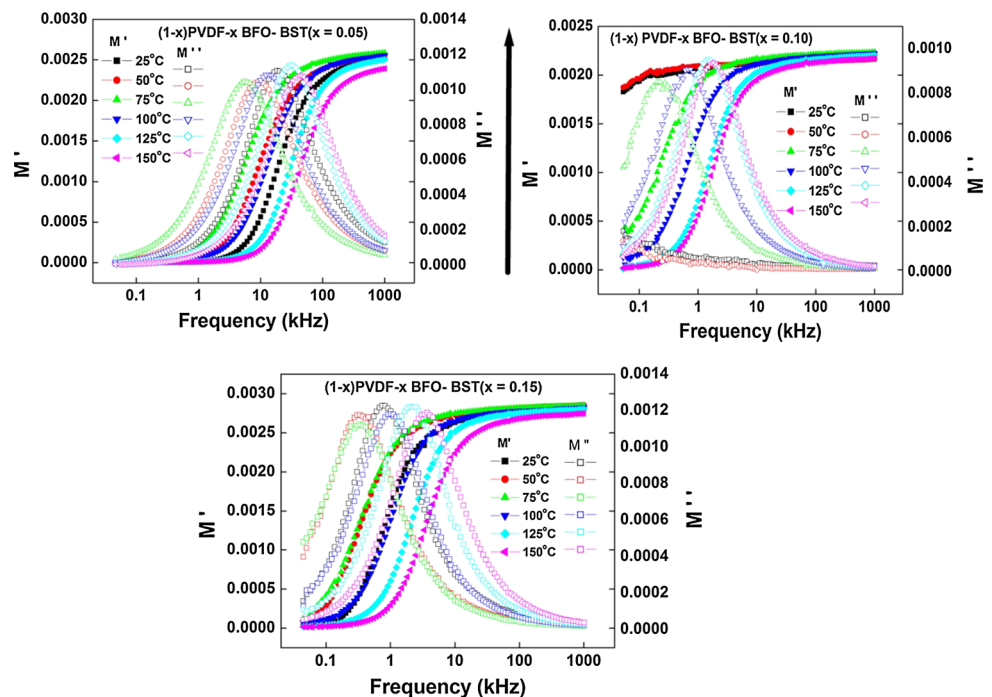 (1-x)PVDF-x BFO- BST(x = 0.05)
M ' M ' '
25°C
50°C
75°C
100°C
125°C
150°C
0.0030
0.0025
0.0020
0.0015
0.0010
0.0005
0.0000
M '
0.0014
0.0012
0.0010
0.0008
0.0006
0.0004
0.0002
0.0000
M ' '
0.1 1 10 100 1000
Frequency (kHz)
(1-x) PVDF-x BFO- BST(x = 0.10)
M' M ' '
25°C
50°C
75°C
100°C
125°C
150°C
0.0025
0.0020
0.0015
0.0010
0.0005
0.0000
M '
0.0010
0.0008
0.0006
0.0004
0.0002
0.0000
M ' '
0.1 1 10 100 1000
Frequency (kHz)
(1-x)PVDF-x BFO- BST(x = 0.15)
M' M "
25°C
50°C
75°C
100°C
125°C
150°C
0.0030
0.0025
0.0020
0.0015
0.0010
0.0005
0.0000
M '
0.0014
0.0012
0.0010
0.0008
0.0006
0.0004
0.0002
0.0000
M ' '
0.1 1 10 100 1000
Frequency (kHz)